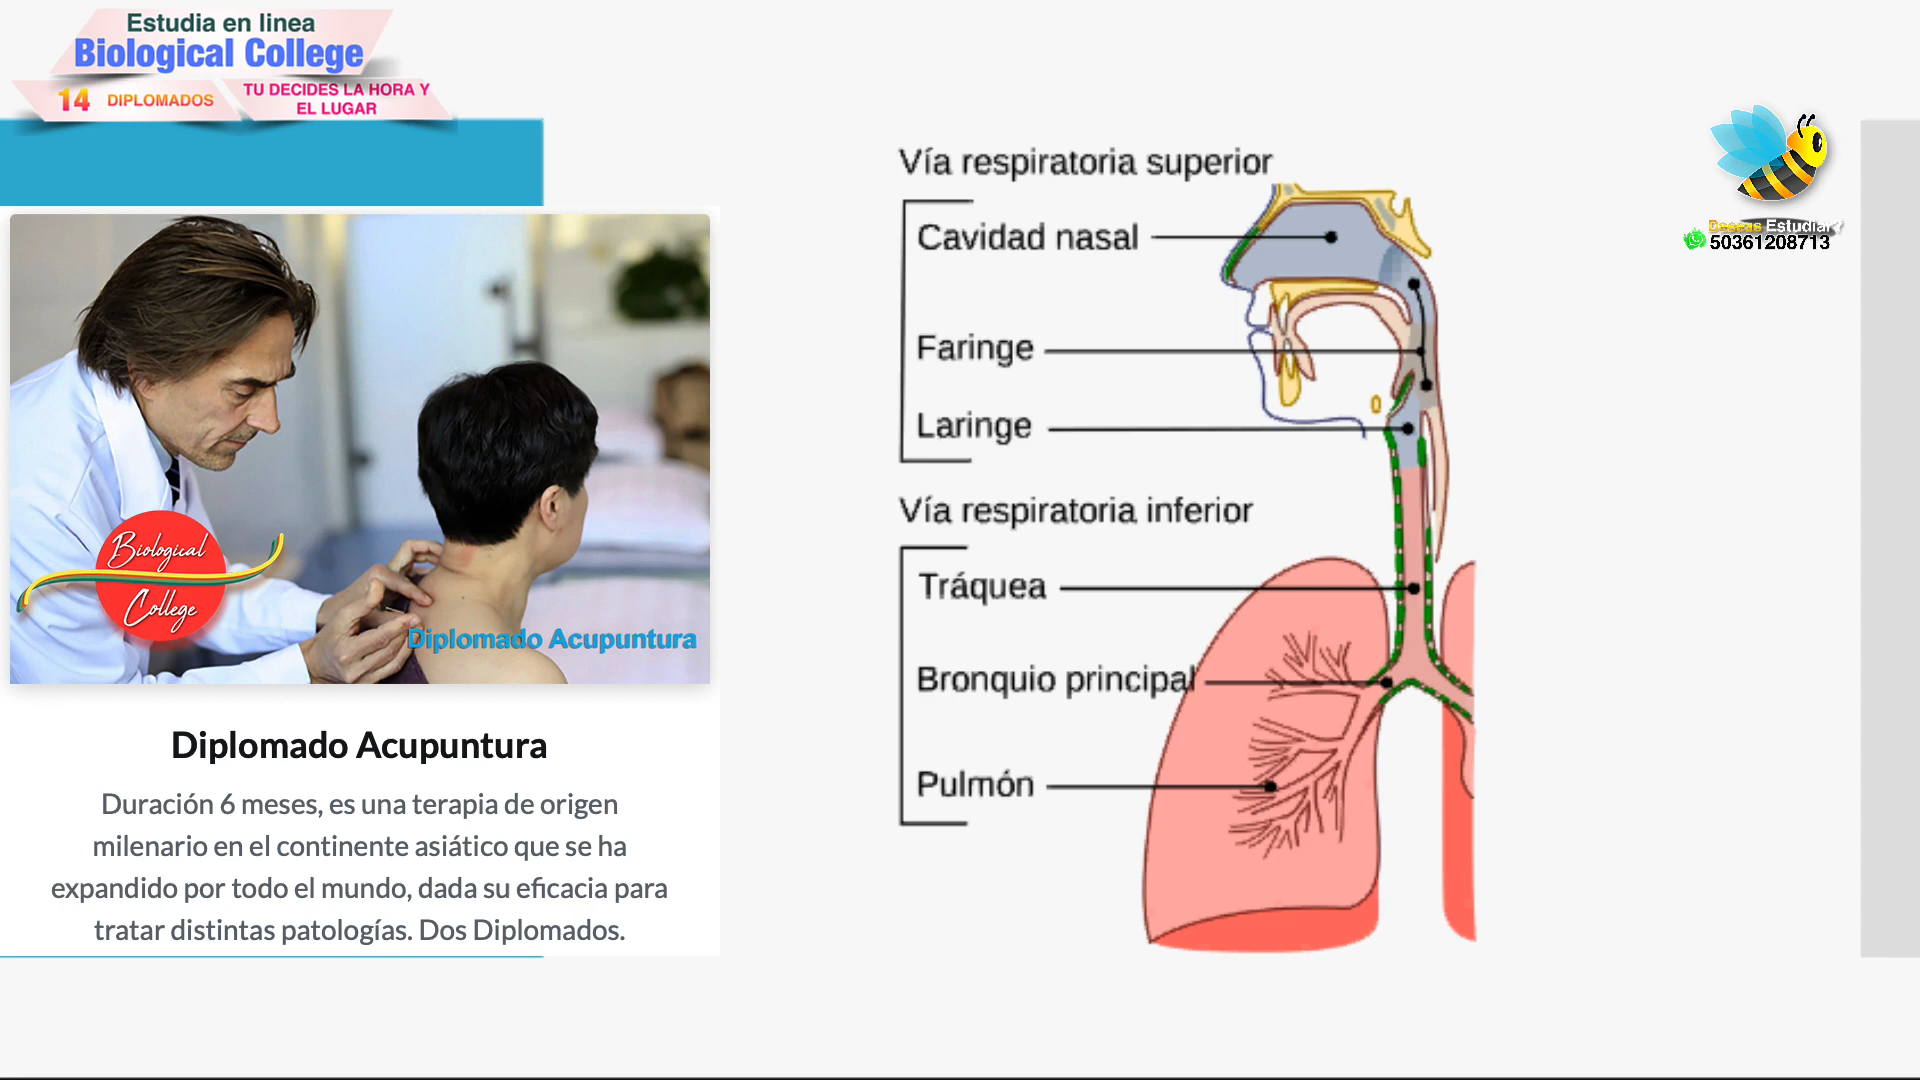 Estudia en linea
Biological College
14 DIPLOMADOS
TU DECIDES LA HORA Y
EL LUGAR
Biological
College
Diplomado Acupuntura
Diplomado Acupuntura
Duración 6 meses, es una terapia de origen
milenario en el continente asiático que se ha
expandido por todo el mundo, dada su eficacia para
tratar distintas patologías. Dos Diplomados.
Vía respiratoria superior
Cavidad nasal
Faringe
Laringe
Vía respiratoria inferior
Tráquea
Bronquio principal
Pulmón
Deseas Estudiar?
50361208713